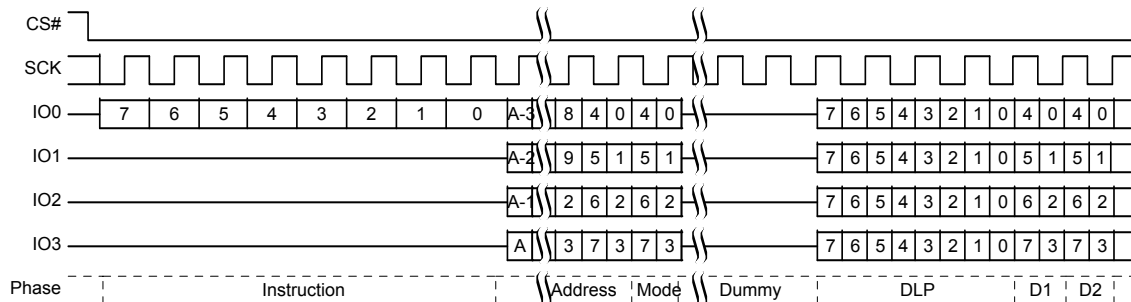 CS#
SCK
IO0 7 6 5 4 3 2 1 0 A-3 8 4 0 4 0 7 6 5 4 3 2 1 0 4 0 4 0
IO1 A-2 9 5 1 5 1 7 6 5 4 3 2 1 0 5 1 5 1
IO2 A-1 2 6 2 6 2 7 6 5 4 3 2 1 0 6 2 6 2
IO3 A 3 7 3 7 3 7 6 5 4 3 2 1 0 7 3 7 3
Phase Instruction Address Mode Dummy DLP D1 D2